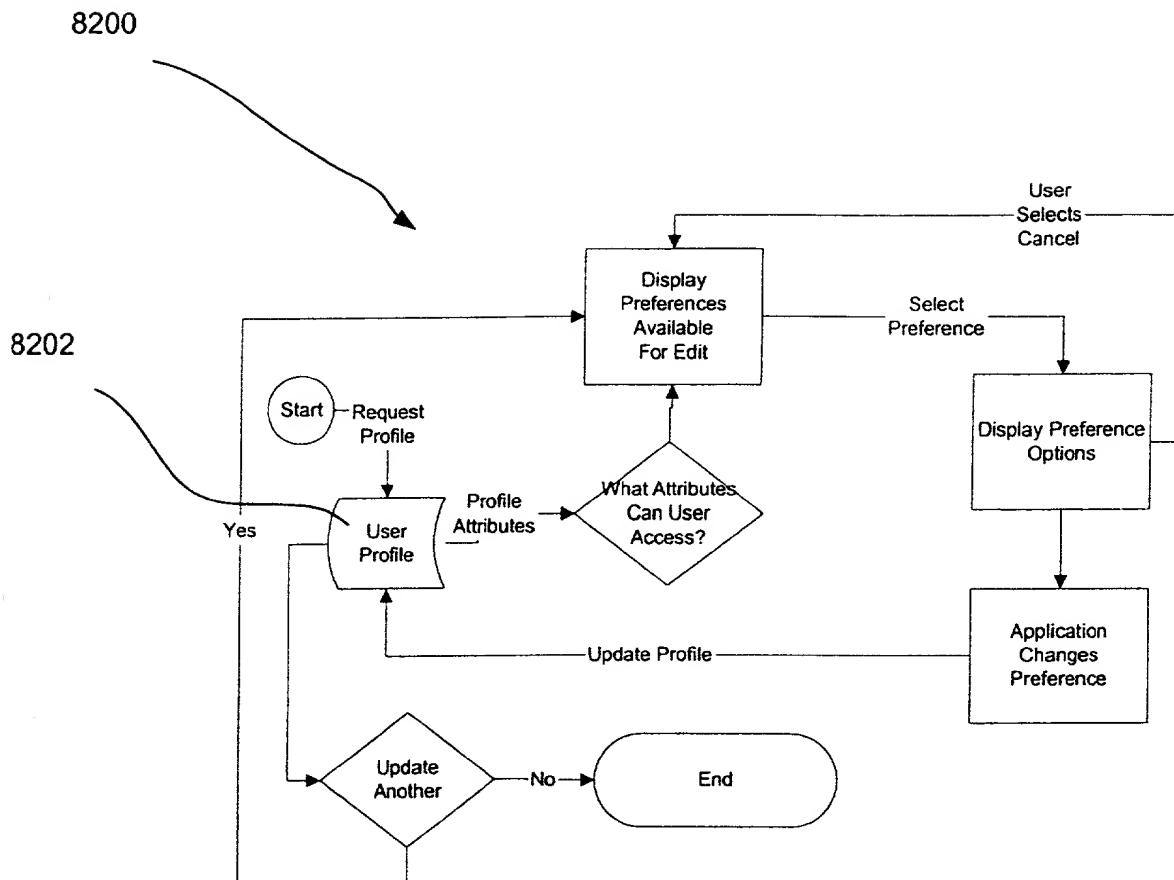 8200
User
Selects
Cancel
Display
Preferences
Available
For Edit
Select
Preference
8202
Start
Request
Profile
Display Preference
Options
What Attributes
Can User
Access?
Profile
Attributes
User
Profile
Yes
Application
Changes
Preference
Update Profile
Update
Another
No
End